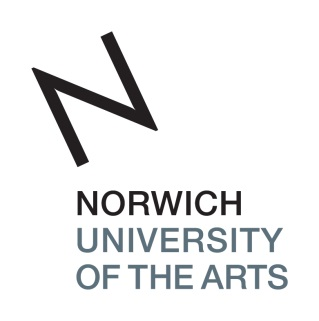 N
NORWICH
UNIVERSITY
OF THE ARTS